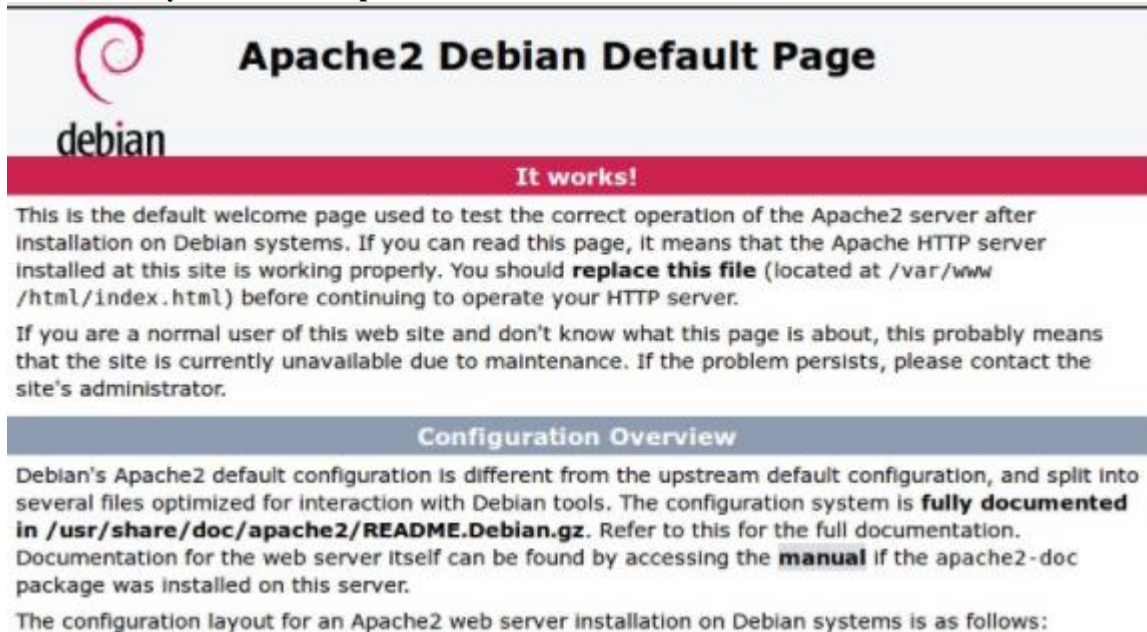 Apache2 Debian Default Page
debian
It works!
This is the default welcome page used to test the correct operation of the Apache2 server after
installation on Debian systems. If you can read this page, it means that the Apache HTTP server
installed at this site is working properly. You should replace this file (located at /var/www
/html/index.html) before continuing to operate your HTTP server.
If you are a normal user of this web site and don't know what this page is about, this probably means
that the site is currently unavailable due to maintenance. If the problem persists, please contact the
site's administrator.
Configuration Overview
Debian's Apache2 default configuration is different from the upstream default configuration, and split into
several files optimized for interaction with Debian tools. The configuration system is fully documented
in /usr/share/doc/apache2/README.Debian.gz. Refer to this for the full documentation.
Documentation for the web server itself can be found by accessing the manual if the apache2-doc
package was installed on this server.
The configuration layout for an Apache2 web server installation on Debian systems is as follows: